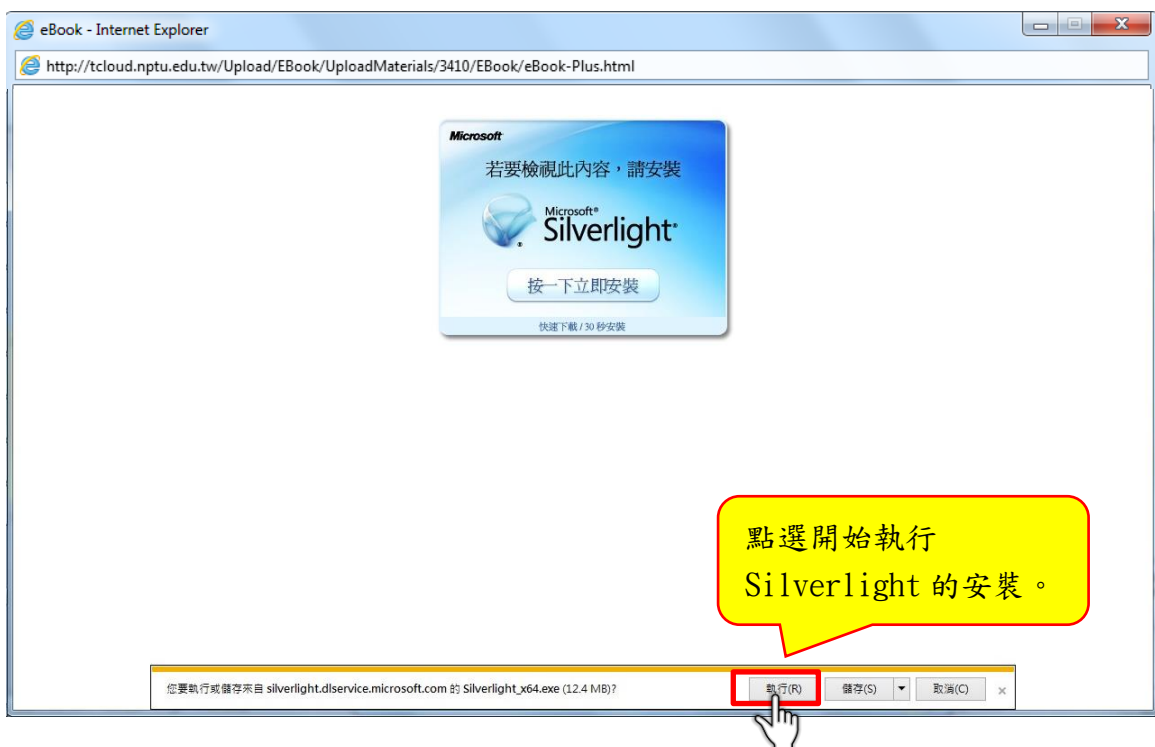 eBook - Internet Explorer
http://tcloud.nptu.edu.tw/Upload/EBook/UploadMaterials/3410/EBook/eBook-Plus.html
Microsoft
若要檢視此內容,請安裝
Microsoft®
Silverlight®
按一下立即安裝
快速下載 / 30 秒安裝
點選開始執行
Silverlight 的安裝。
您要執行或儲存來自 silverlight.dlservice.microsoft.com 的 Silverlight_x64.exe (12.4 MB)?
執行(R) 儲存(S) 取消(C)